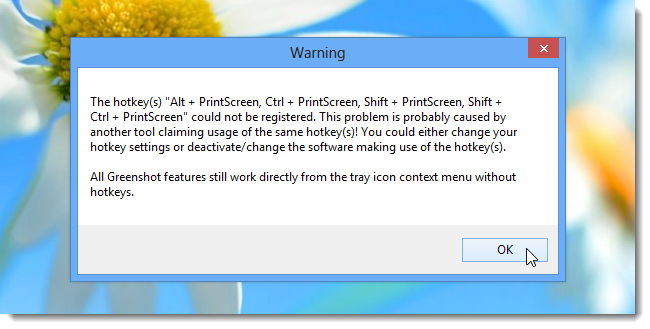 Warning
The hotkey(s) "Alt + PrintScreen, Ctrl + PrintScreen, Shift + PrintScreen, Shift +
Ctrl + PrintScreen" could not be registered. This problem is probably caused by
another tool claiming usage of the same hotkey(s)! You could either change your
hotkey settings or deactivate/change the software making use of the hotkey(s).
All Greenshot features still work directly from the tray icon context menu without
hotkeys.
OK